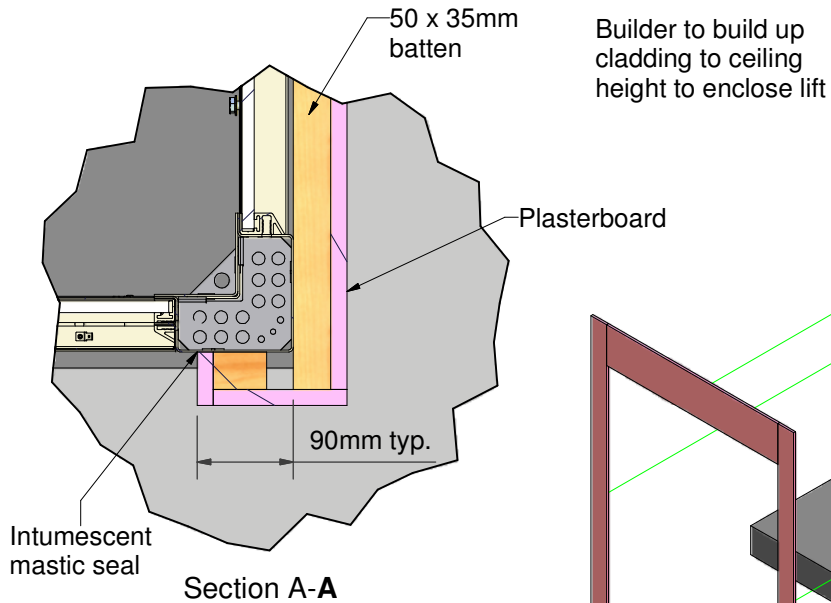 50 x 35mm
batten
Builder to build up
cladding to ceiling
height to enclose lift
Plasterboard
90mm typ.
Intumescent
mastic seal
Section A-A